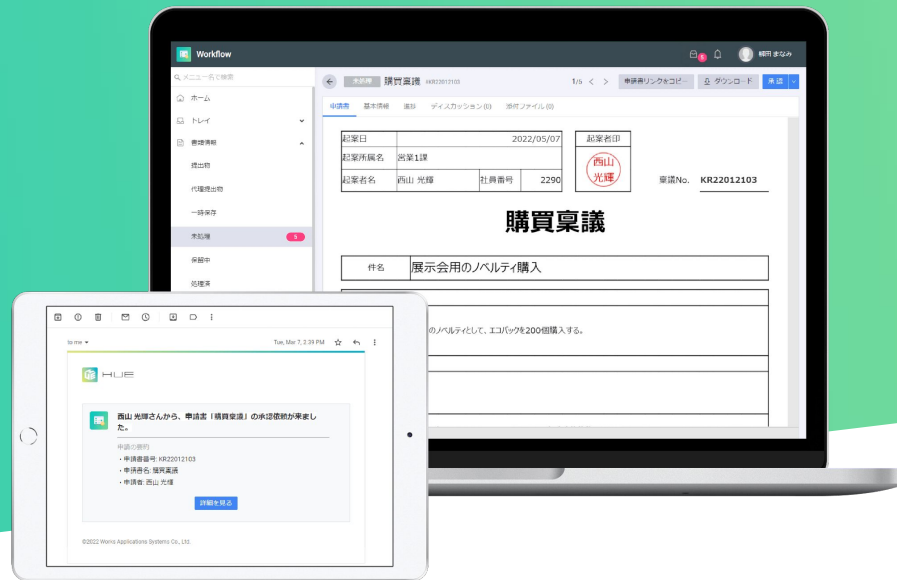 Workflow
5
幅田 まなみ
メニュー名で検索
ホーム
トレイ
書類情報
提出物
代理提出物
一時保存
未処理 5
保留中
処理済
未処理 購買稟議 #KR22012103
1/5 < > 申請書リンクをコピー ダウンロード 承認
申請書 基本情報 進捗 ディスカッション(0) 添付ファイル(0)
起案日 2022/05/07
起案所属名 営業1課
起案者名 西山 光輝 社員番号 2290
起案者印
西山
光輝
稟議No. KR22012103
購買稟議
件名 展示会用のノベルティ購入
のノベルティとして、エコバックを200個購入する。
to me
Tue, Mar 7, 2:39 PM
HUE
西山 光輝さんから、申請書「購買稟議」の承認依頼が来まし
た。
申請の要約
・申請書番号: KR22012103
・申請書名: 購買稟議
・申請者: 西山 光輝
詳細を見る
©2022 Works Applications Systems Co., Ltd.